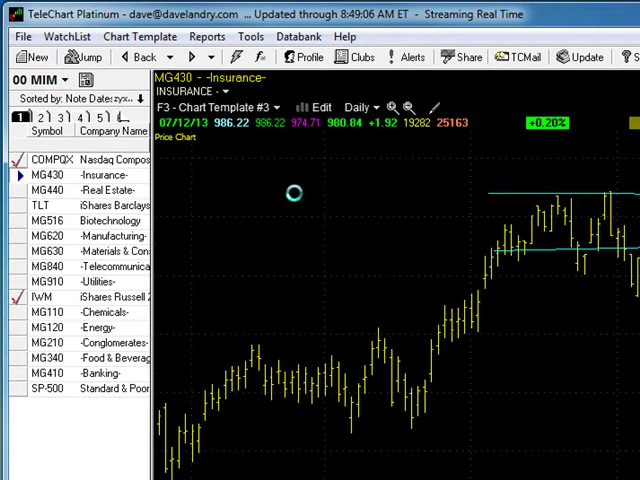 TeleChart Platinum - dave@davelandry.com ... Updated through 8:49:06 AM ET - Streaming Real Time
File WatchList Chart Template Reports Tools Databank Help
New Jump Back Profile Clubs Alerts Share TCMail Update S
00 MIM
Sorted by: Note Date:zyx..
1 2 3 4 5
Symbol Company Name
COMPQX Nasdaq Compos
MG430 -Insurance-
MG440 -Real Estate-
TLT iShares Barclays
MG516 Biotechnology
MG620 -Manufacturing-
MG630 -Materials & Con
MG840 -Telecommunica
MG910 -Utilities-
IWM iShares Russell 2
MG110 -Chemicals-
MG120 -Energy-
MG210 -Conglomerates-
MG340 -Food & Beverag
MG410 -Banking-
SP-500 Standard & Poor
MG430 - -Insurance-
INSURANCE -
F3 - Chart Template #3 Edit Daily
07/12/13 986.22 986.22 974.71 980.84 +1.92 19282 25163 +0.20%
Price Chart